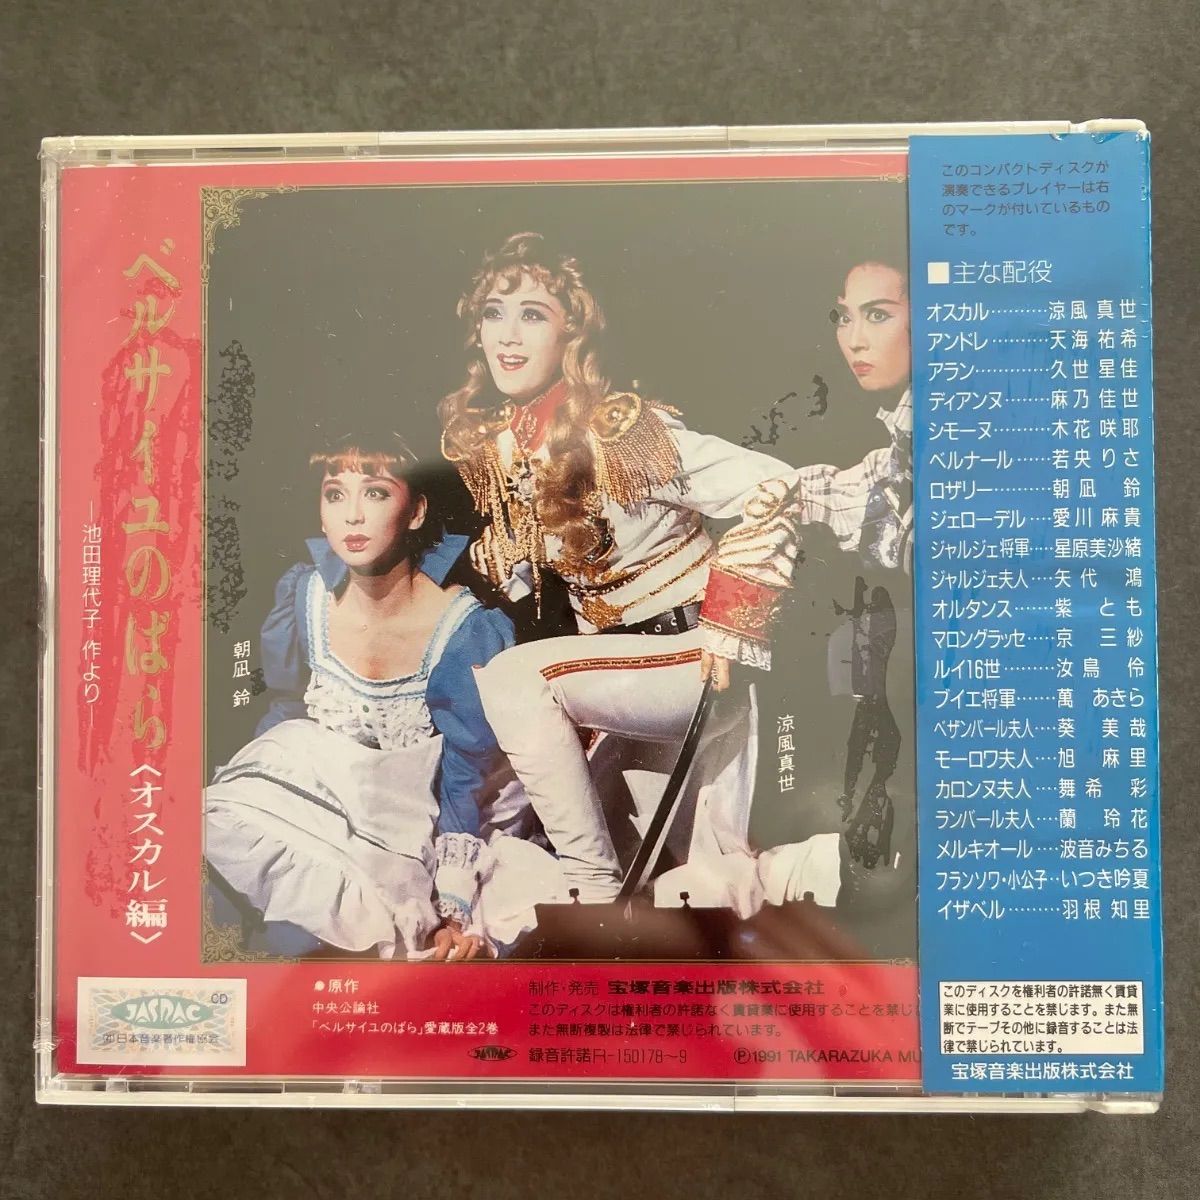 ベルサイユのばら〈オスカル編〉
―池田理代子 作より―
朝凪 鈴
涼風真世
●原作
中央公論社
「ベルサイユのばら」愛蔵版全2巻
JASRAC
CD
日本音楽著作権協会
制作・発売 宝塚音楽出版株式会社
このディスクは権利者の許諾なく賃貸業に使用することを禁じ
また無断複製は法律で禁じられています。
JASRAC 録音許諾R-150178〜9 Ⓟ1991 TAKARAZUKA MU
このコンパクトディスクが
演奏できるプレイヤーは右
のマークが付いているもの
です。
■主な配役
オスカル………涼風 真世
アンドレ………天海 祐希
アラン…………久世 星佳
ディアンヌ……麻乃 佳世
シモーヌ………木花 咲耶
ベルナール……若央 りさ
ロザリー………朝凪 鈴
ジェローデル…愛川 麻貴
ジャルジェ将軍…星原美沙緒
ジャルジェ夫人…矢代 鴻
オルタンス……紫 とも
マロングラッセ…京 三紗
ルイ16世………汝鳥 伶
ブイエ将軍……萬 あきら
ベザンバール夫人…葵 美哉
モーロワ夫人…旭 麻里
カロンヌ夫人…舞希 彩
ランバール夫人…蘭 玲花
メルキオール…波音みちる
フランソワ・小公子‥いつき吟夏
イザベル………羽根 知里
このディスクを権利者の許諾無く賃貸
業に使用することを禁じます。また無
断でテープその他に録音することは法
律で禁じられています。
宝塚音楽出版株式会社